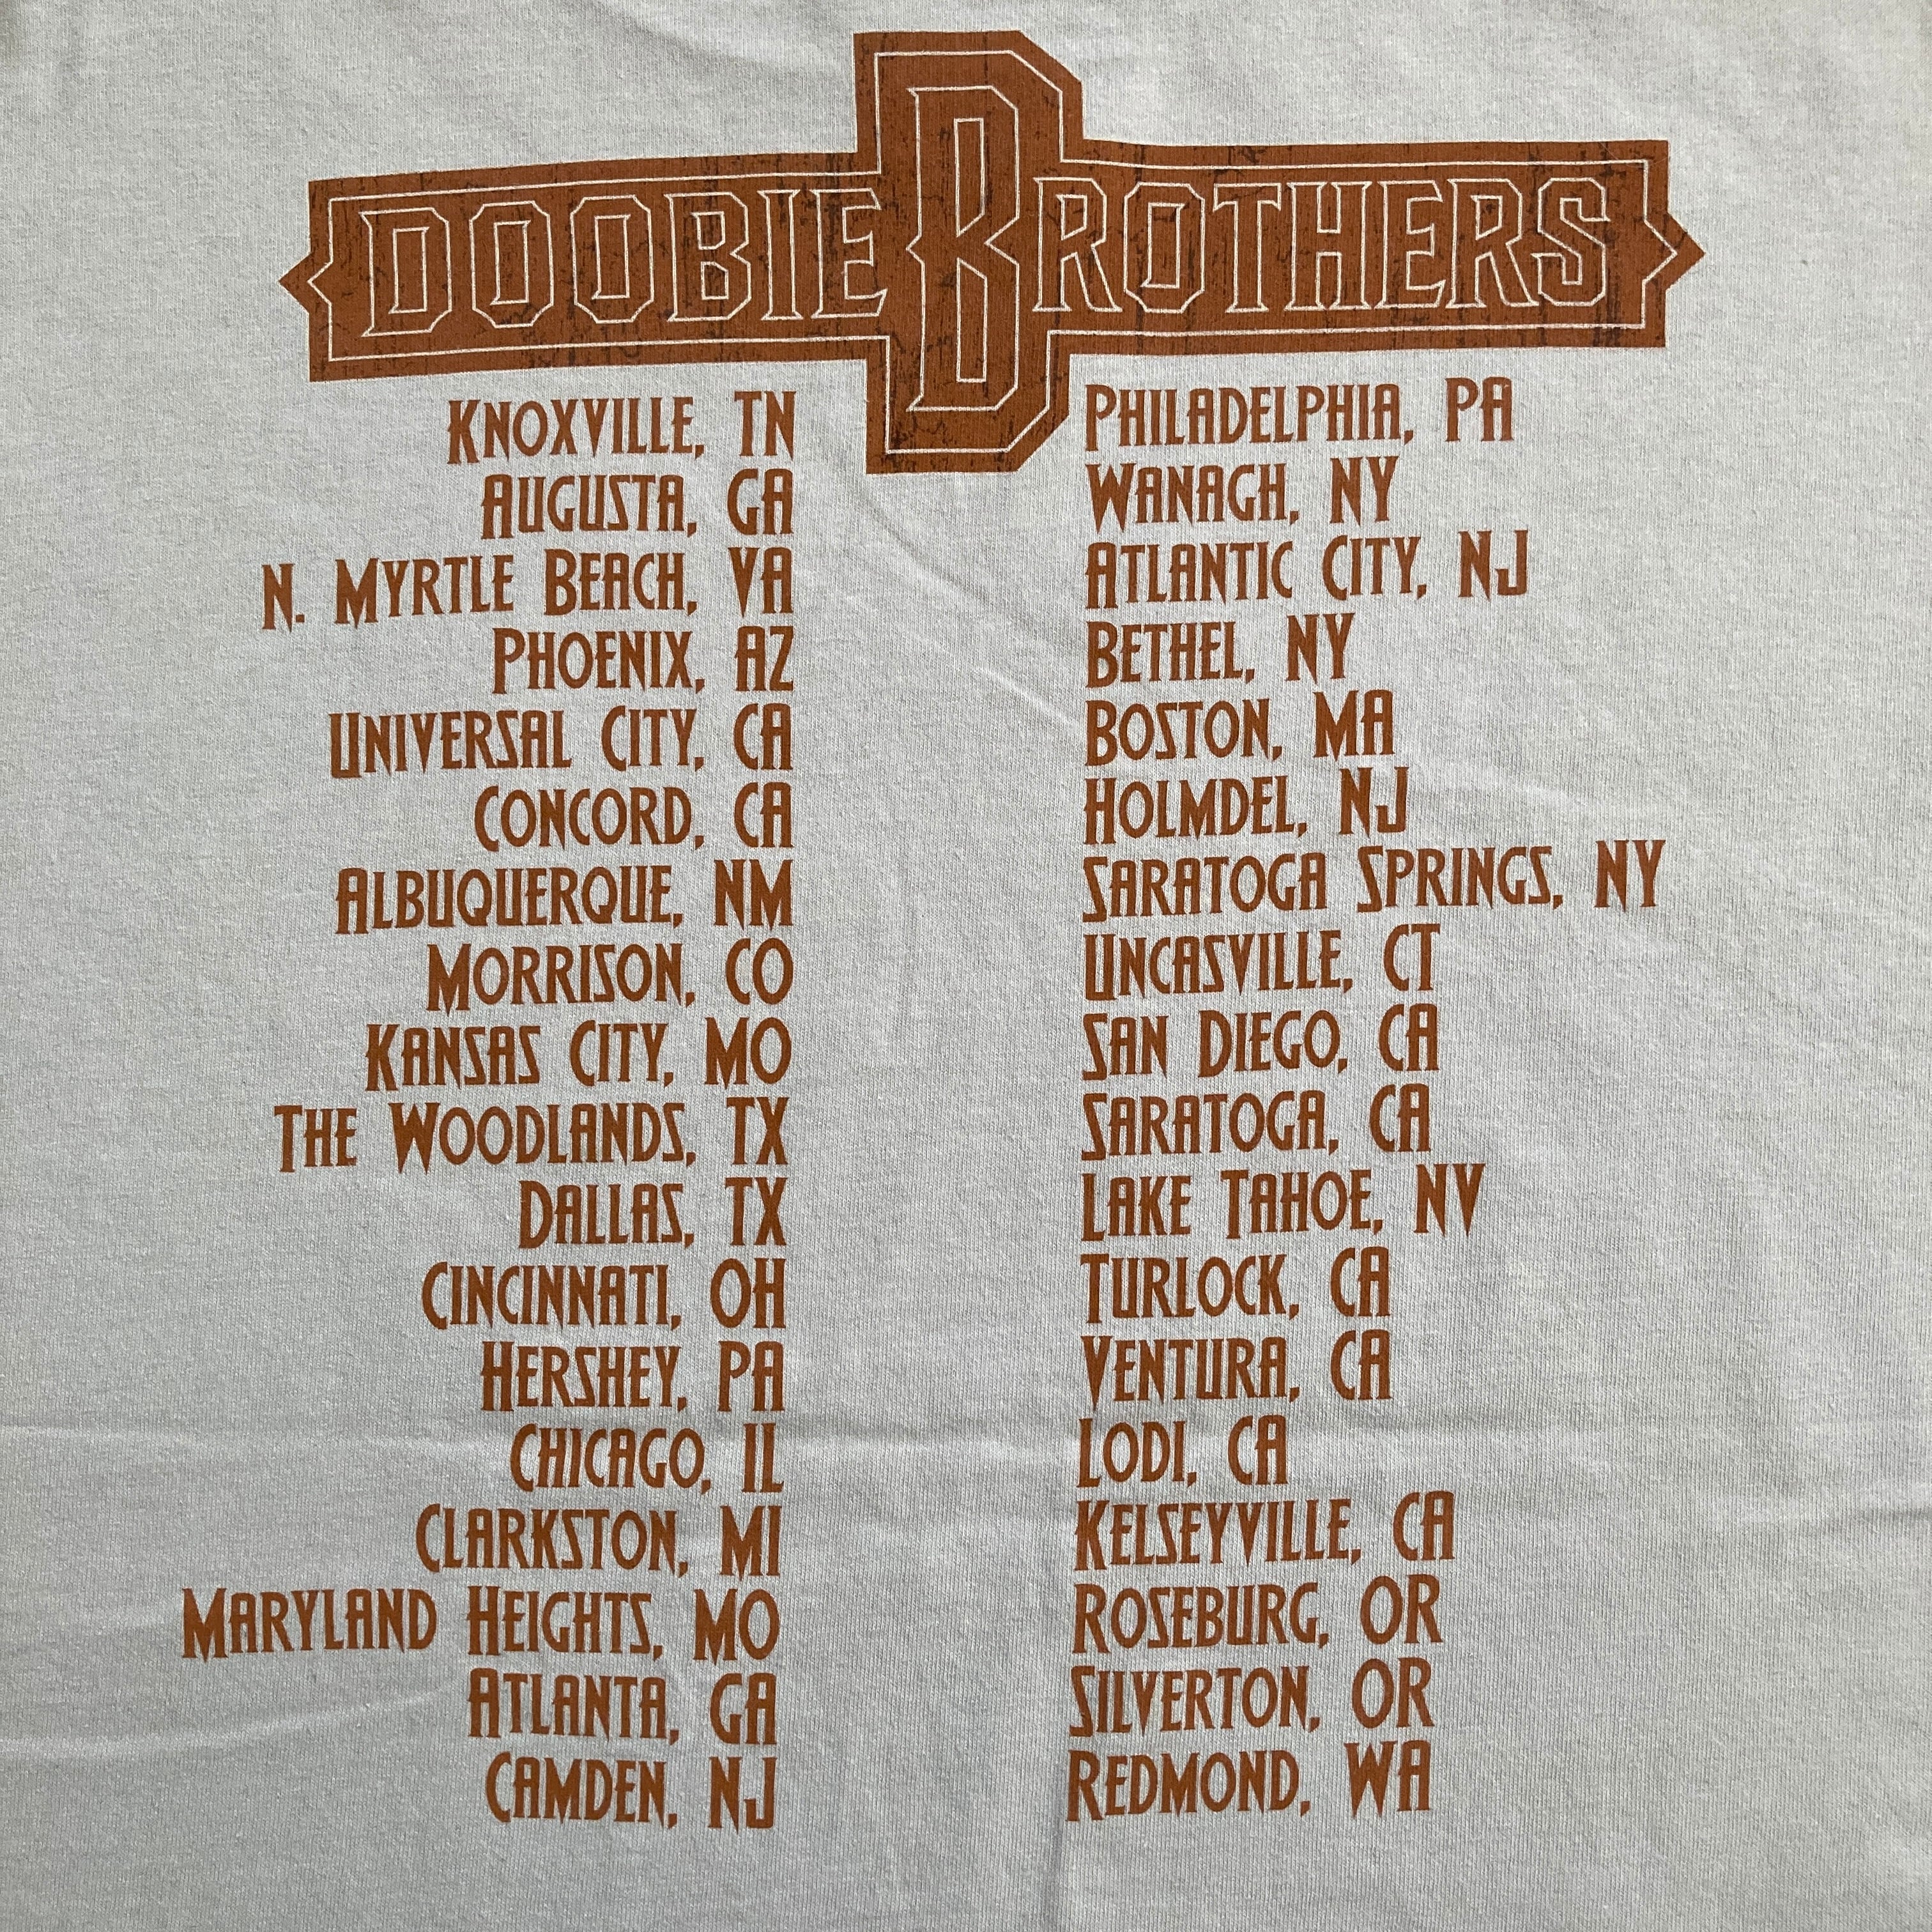 DOOBIE BROTHERS
KNOXVILLE, TN
AUGUSTA, GA
N. MYRTLE BEACH, VA
PHOENIX, AZ
UNIVERSAL CITY, CA
CONCORD, CA
ALBUQUERQUE, NM
MORRISON, CO
KANSAS CITY, MO
THE WOODLANDS, TX
DALLAS, TX
CINCINNATI, OH
HERSHEY, PA
CHICAGO, IL
CLARKSTON, MI
MARYLAND HEIGHTS, MO
ATLANTA, GA
CAMDEN, NJ
PHILADELPHIA, PA
WANAGH, NY
ATLANTIC CITY, NJ
BETHEL, NY
BOSTON, MA
HOLMDEL, NJ
SARATOGA SPRINGS, NY
UNCASVILLE, CT
SAN DIEGO, CA
SARATOGA, CA
LAKE TAHOE, NV
TURLOCK, CA
VENTURA, CA
LODI, CA
KELSEYVILLE, CA
ROSEBURG, OR
SILVERTON, OR
REDMOND, WA